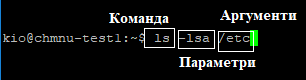 Аргументи
Команда
kio@chmnu-test1:~$ ls -lsa /etc
Параметри